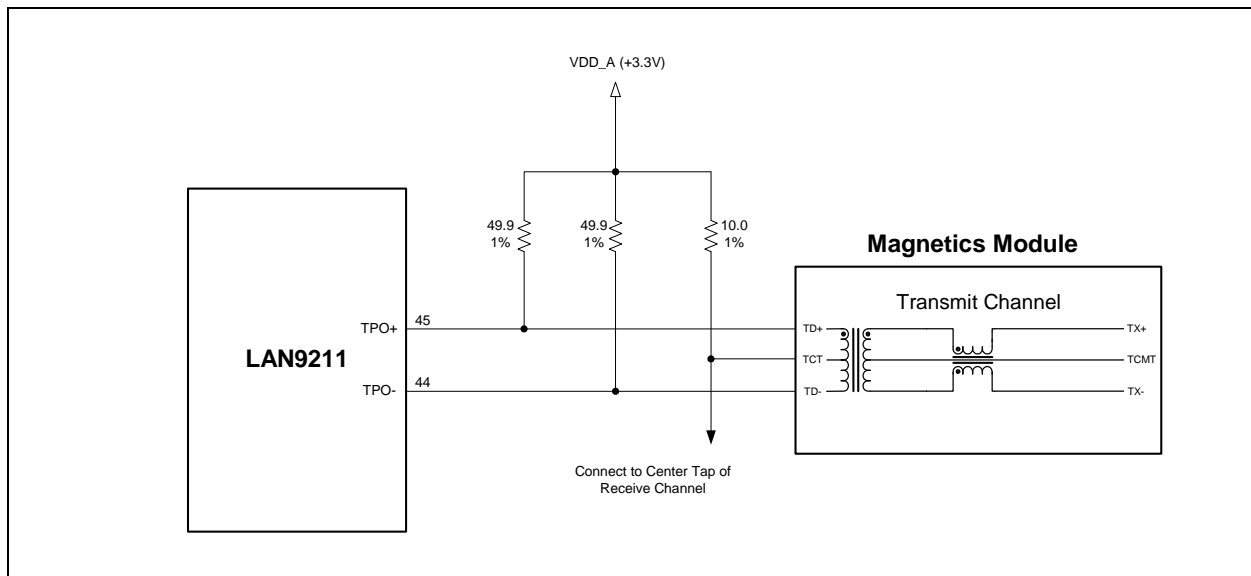 VDD_A (+3.3V)
49.9
1%
49.9
1%
10.0
1%
Magnetics Module
Transmit Channel
LAN9211
TPO+
45
TPO-
44
TD+
TCT
TD-
TX+
TCMT
TX-
Connect to Center Tap of
Receive Channel